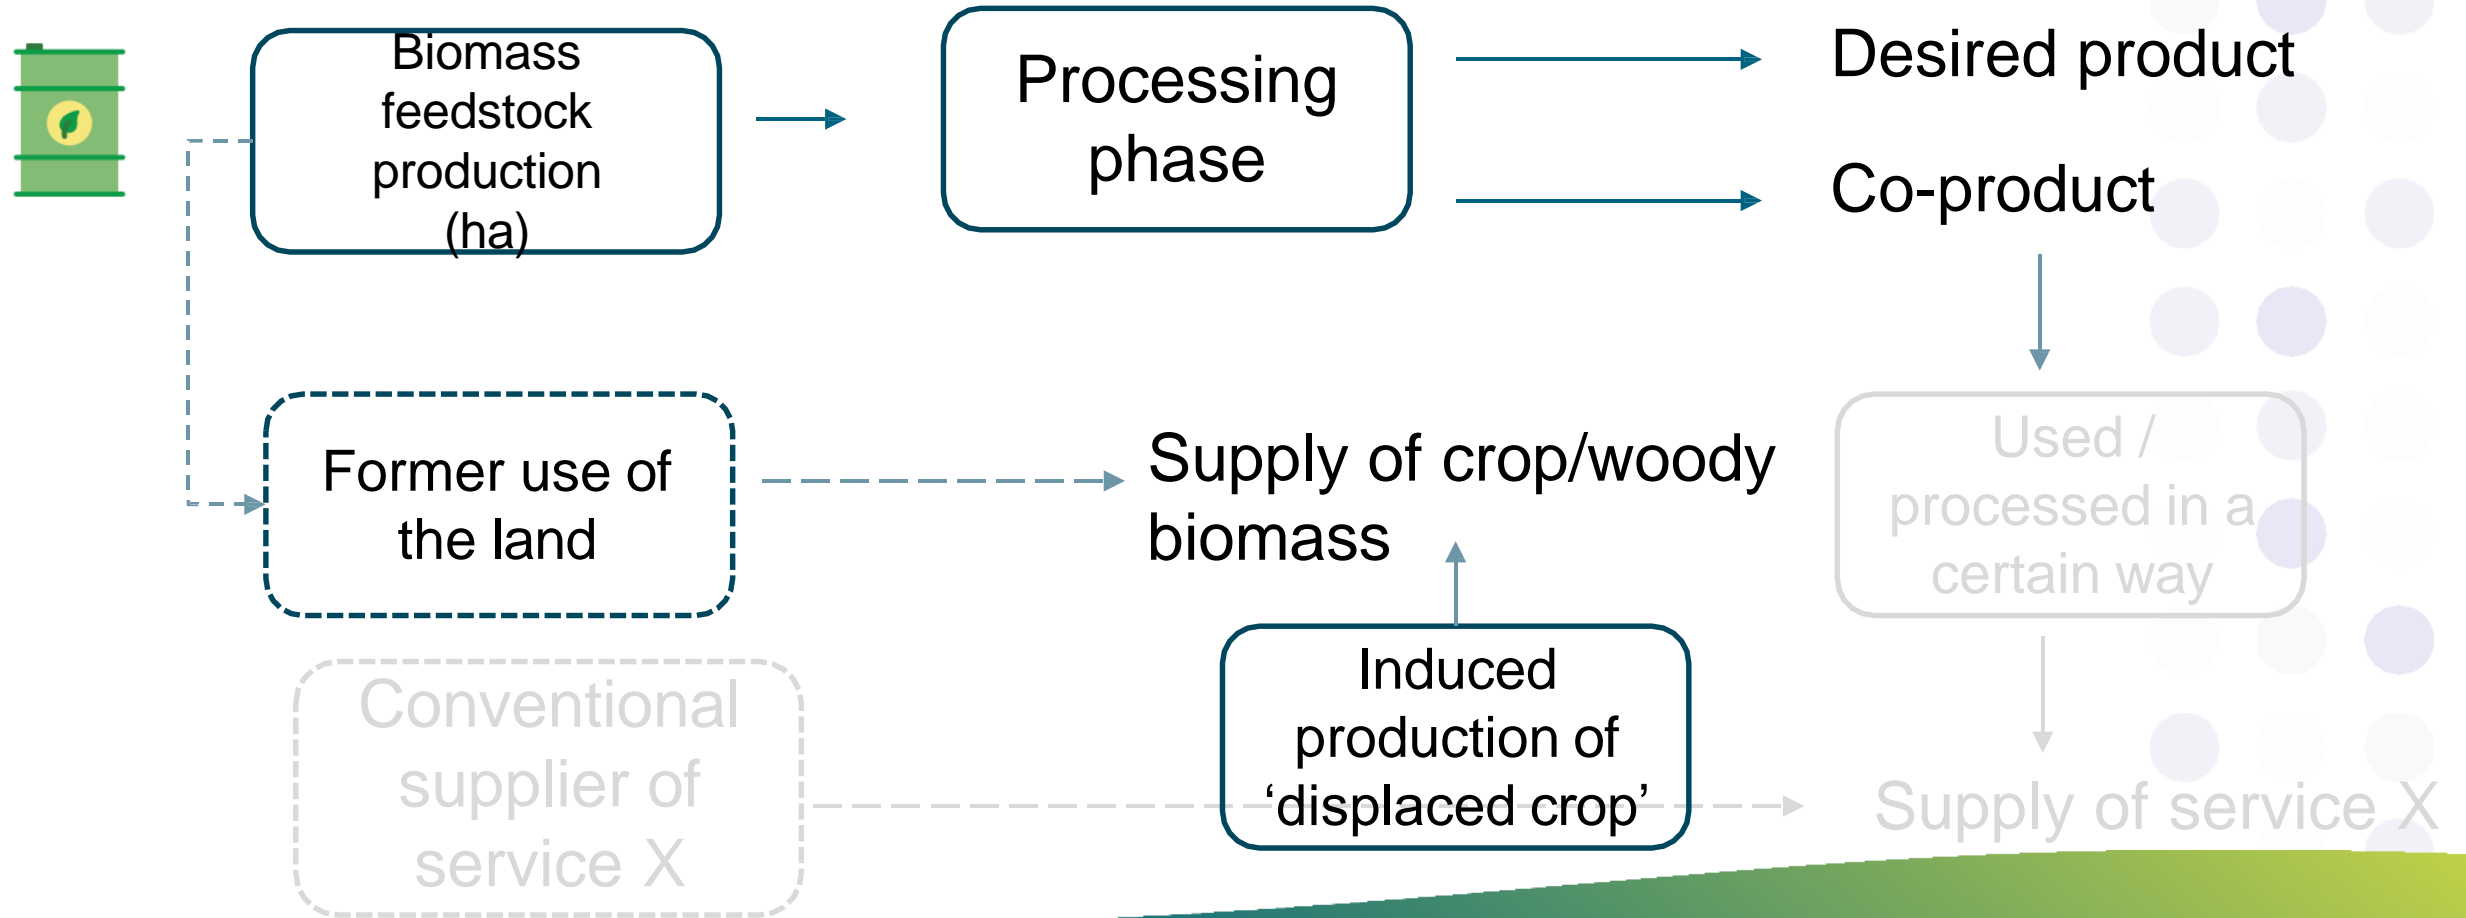 Biomass
feedstock
production
(ha)
Processing
phase
Desired product
Co-product
Former use of
the land
Supply of crop/woody
biomass
Used /
processed in a
certain way
Induced
production of
‘displaced crop’
Conventional
supplier of
service X
Supply of service X